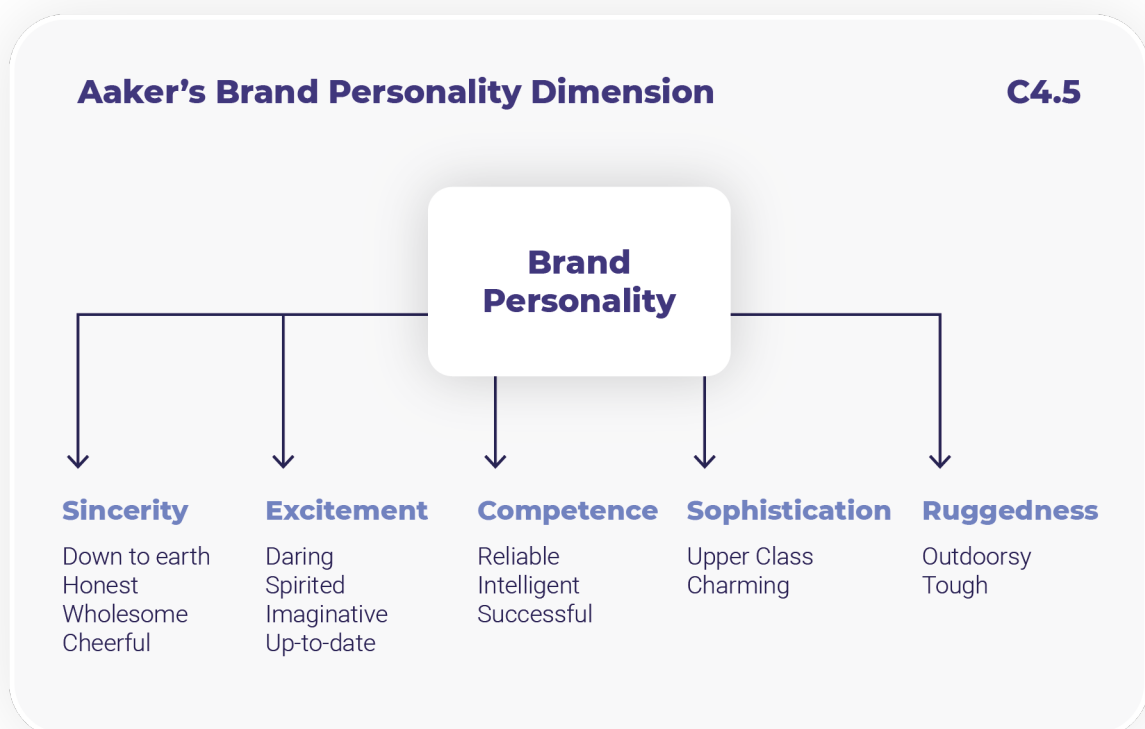 Aaker’s Brand Personality Dimension
C4.5
Brand
Personality
Sincerity
Down to earth
Honest
Wholesome
Cheerful
Excitement
Daring
Spirited
Imaginative
Up-to-date
Competence
Reliable
Intelligent
Successful
Sophistication
Upper Class
Charming
Ruggedness
Outdoorsy
Tough